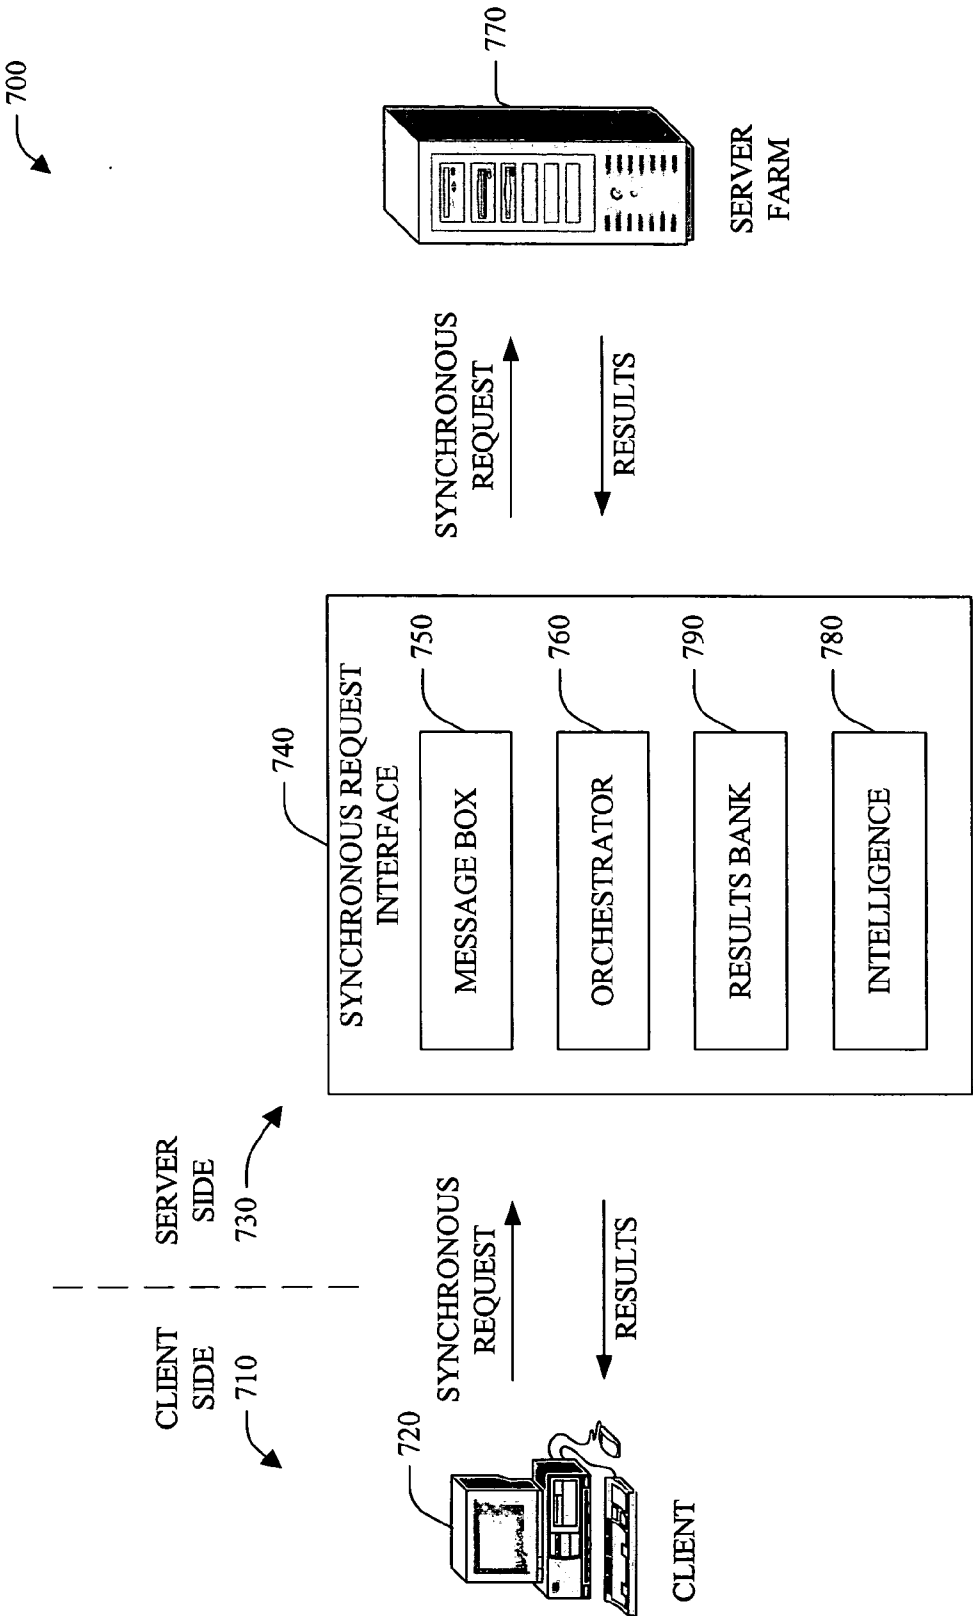 700
CLIENT
SIDE
710
SERVER
SIDE
730
720
CLIENT
SYNCHRONOUS
REQUEST
RESULTS
740
SYNCHRONOUS REQUEST
INTERFACE
MESSAGE BOX
750
ORCHESTRATOR
760
RESULTS BANK
790
INTELLIGENCE
780
SYNCHRONOUS
REQUEST
RESULTS
770
SERVER
FARM